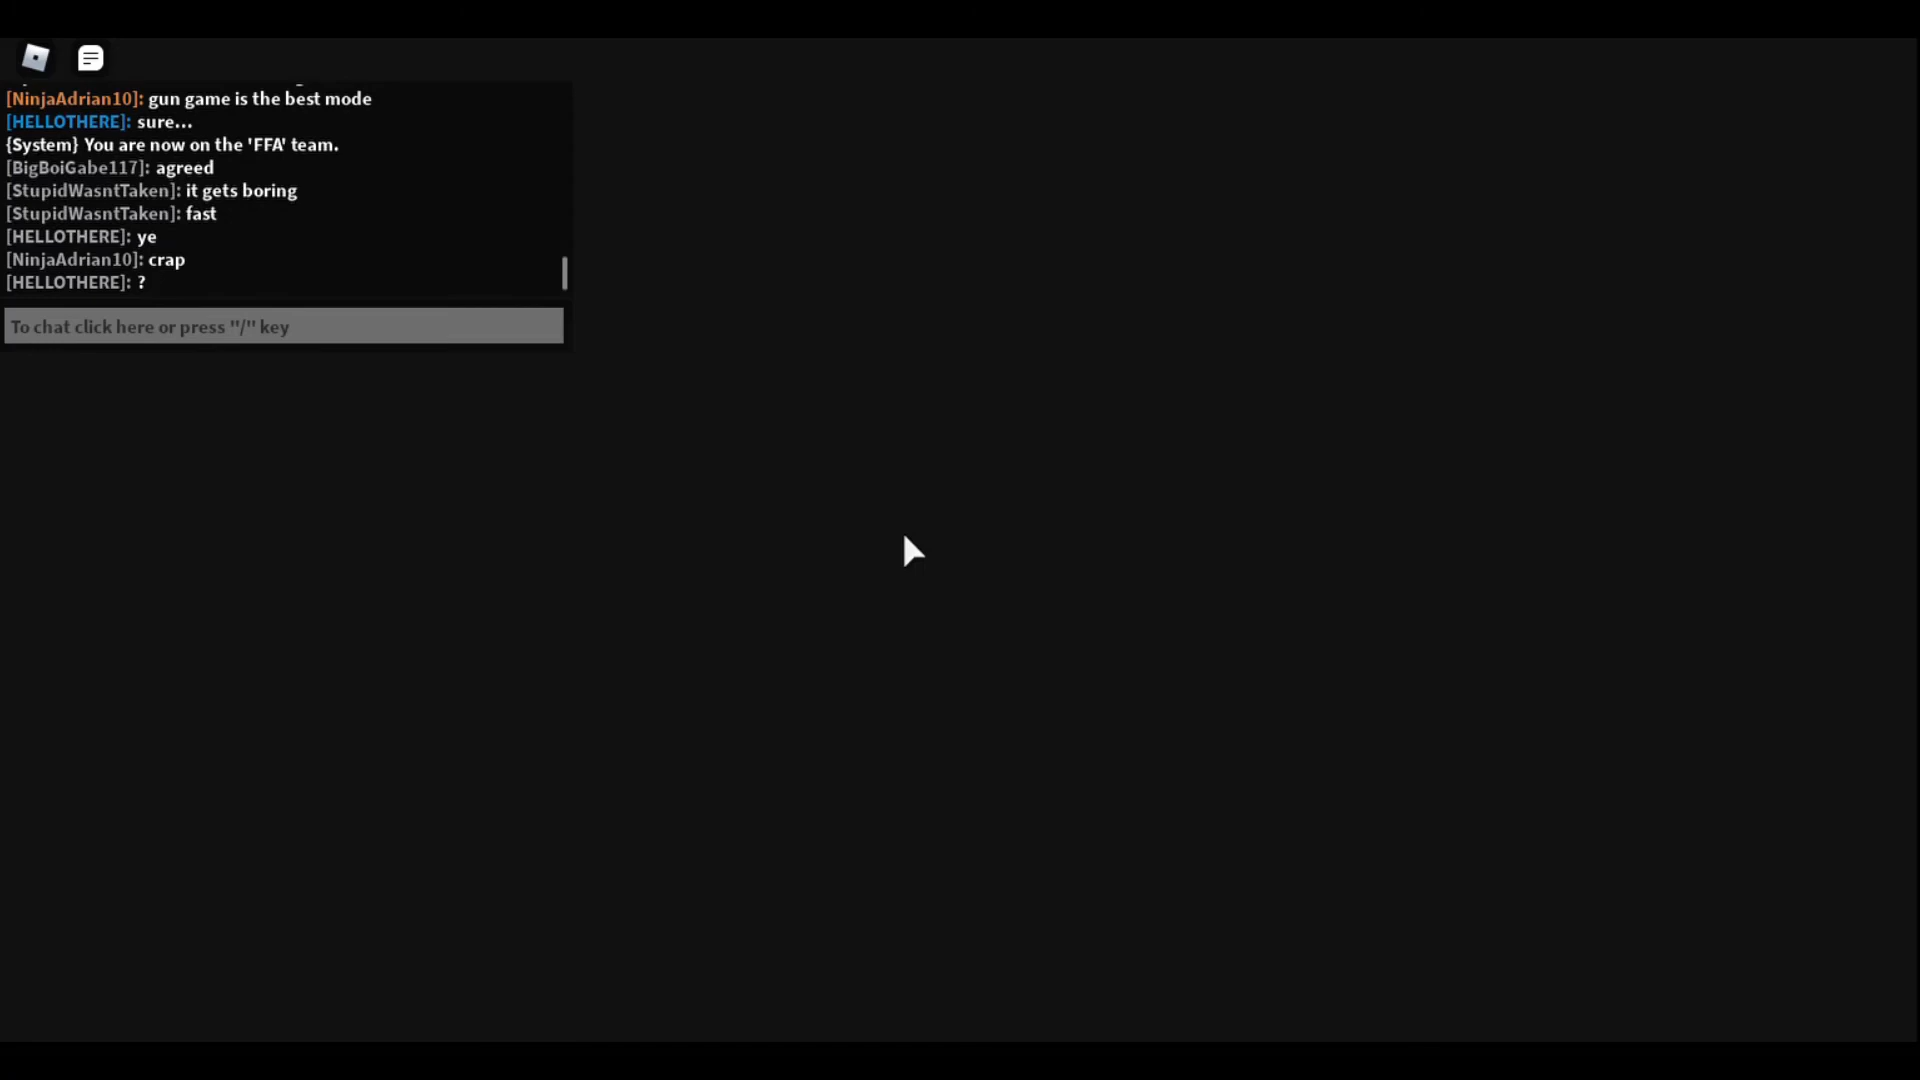 [NinjaAdrian10]: gun game is the best mode
[HELLOTHERE]: sure...
{System} You are now on the 'FFA' team.
[BigBoiGabe117]: agreed
[StupidWasntTaken]: it gets boring
[StupidWasntTaken]: fast
[HELLOTHERE]: ye
[NinjaAdrian10]: crap
[HELLOTHERE]: ?
To chat click here or press "/" key